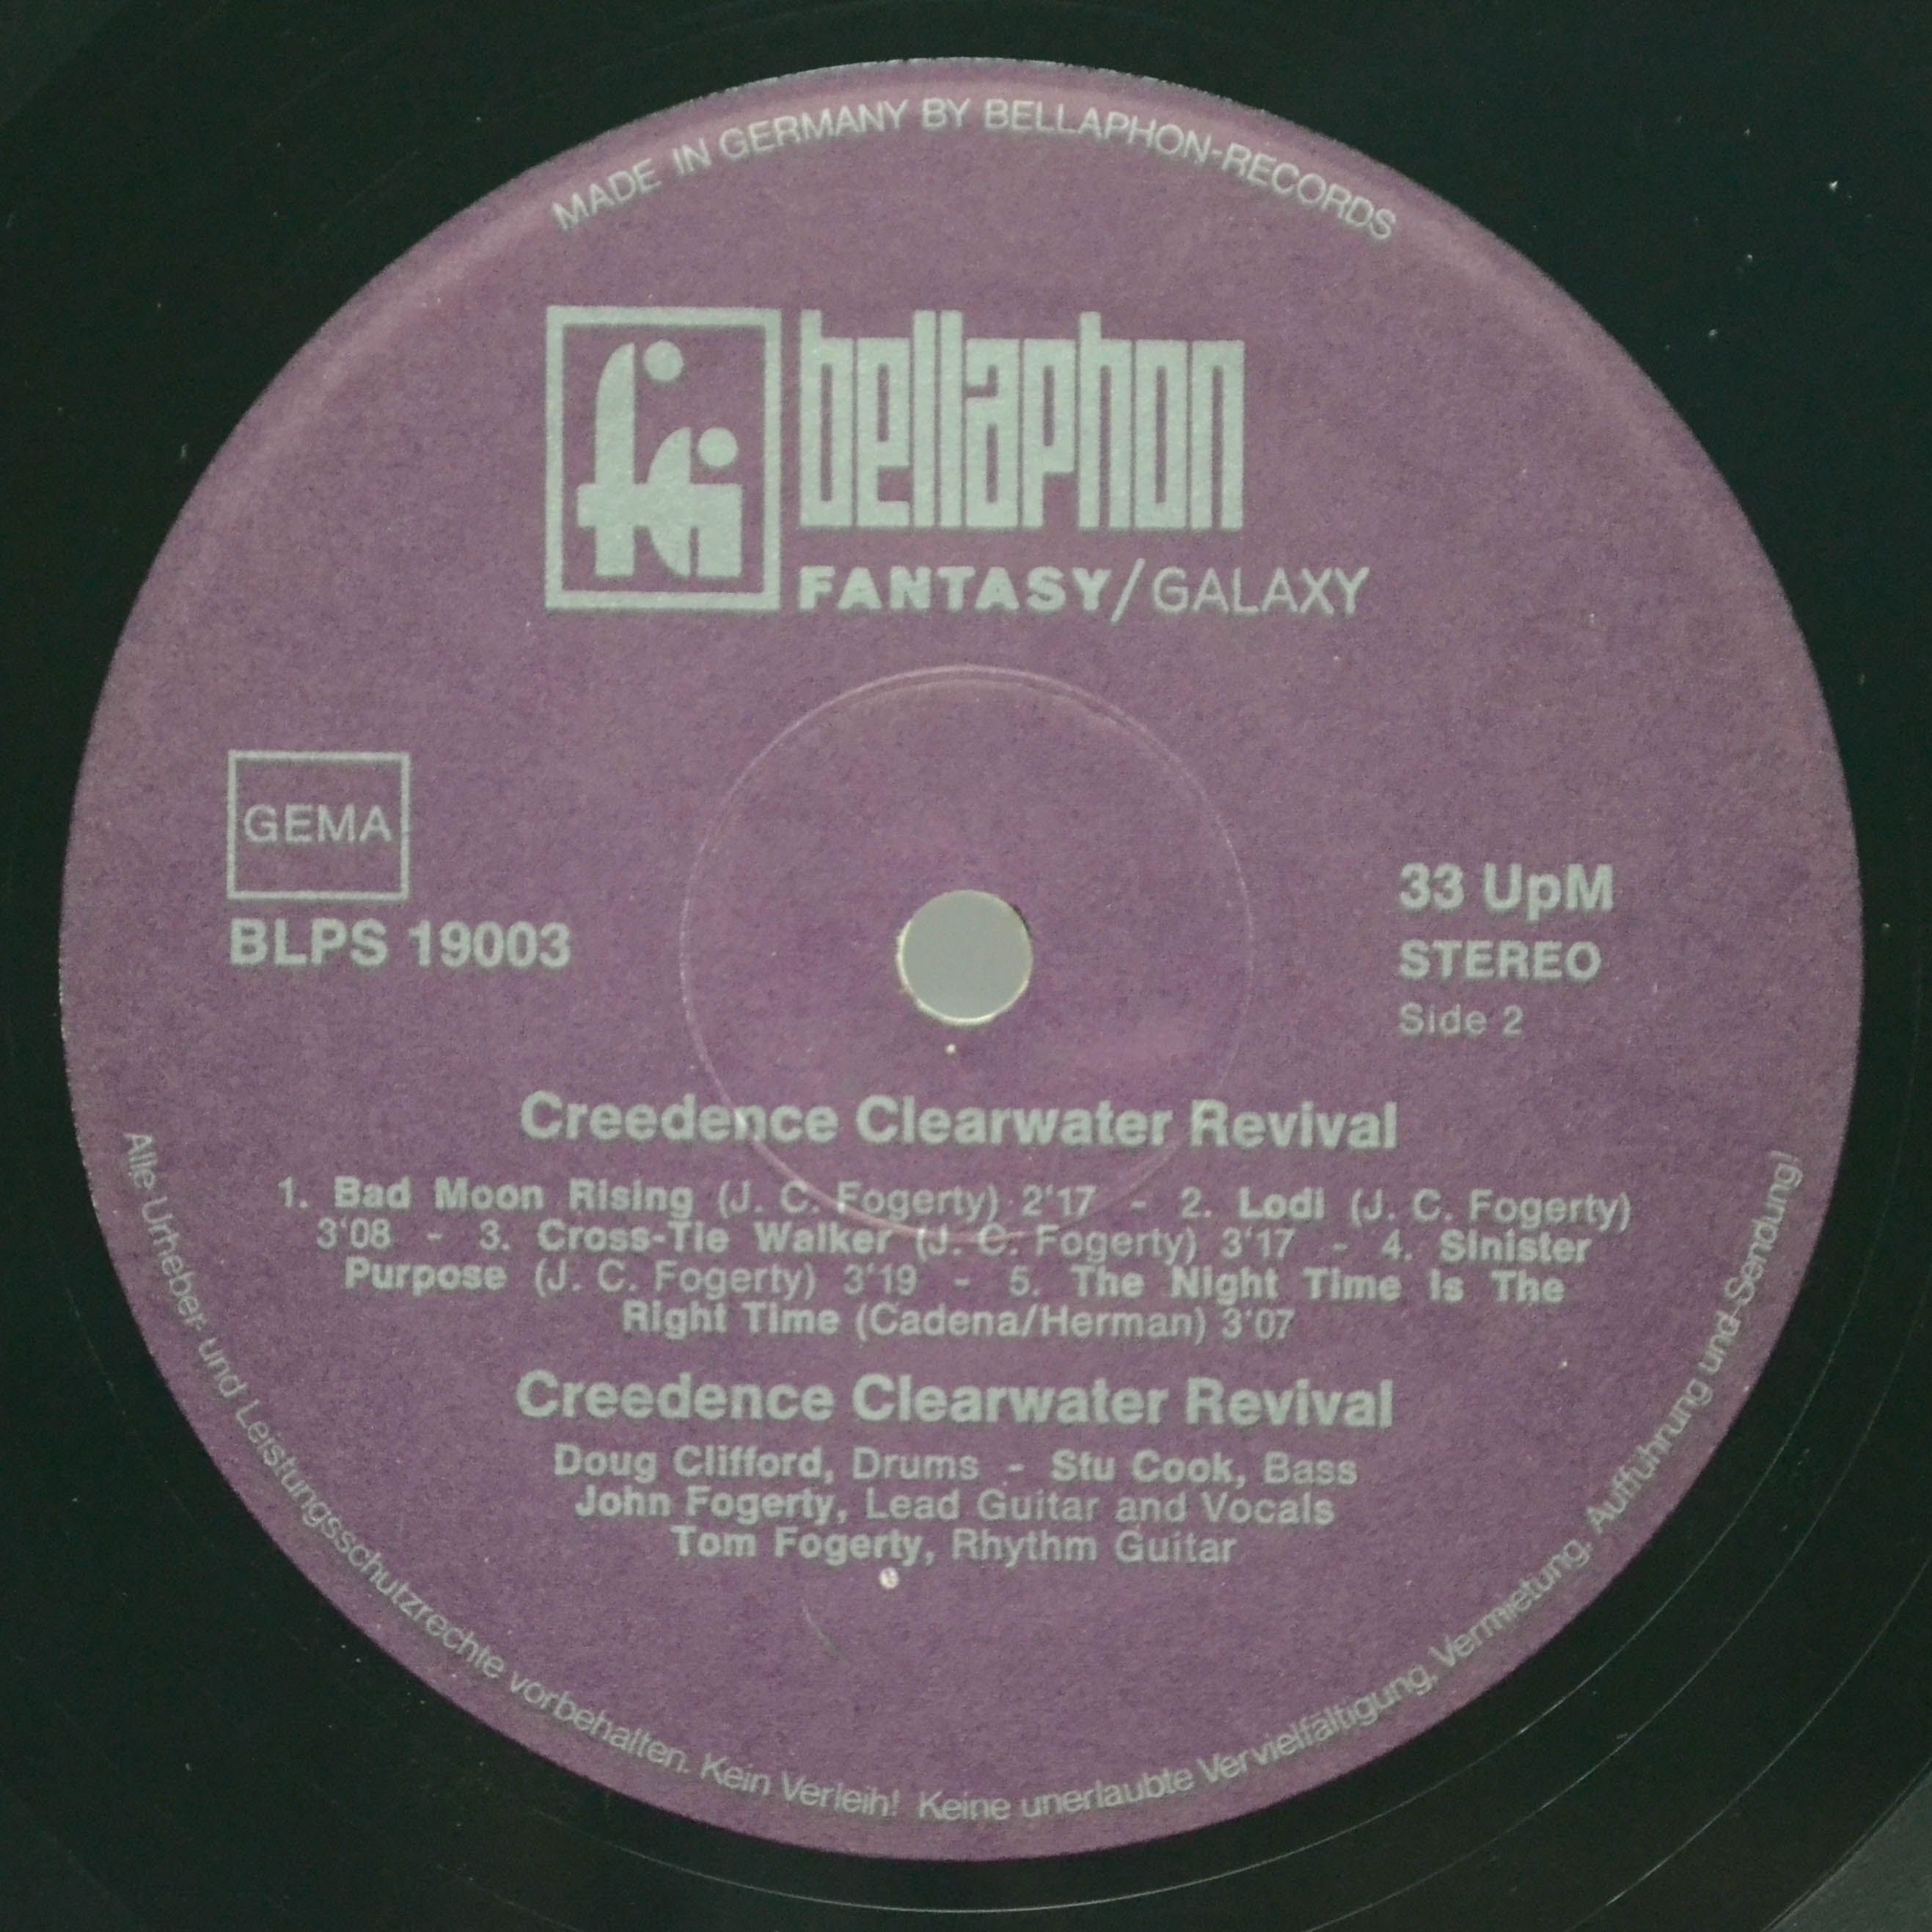 MADE IN GERMANY BY BELLAPHON-RECORDS
bellaphon
FANTASY/GALAXY
GEMA
BLPS 19003
33 UpM
STEREO
Side 2
Creedence Clearwater Revival
1. Bad Moon Rising (J. C. Fogerty) 2'17 - 2. Lodi (J. C. Fogerty)
3'08 - 3. Cross-Tie Walker (J. C. Fogerty) 3'17 - 4. Sinister
Purpose (J. C. Fogerty) 3'19 - 5. The Night Time Is The
Right Time (Cadena/Herman) 3'07
Creedence Clearwater Revival
Doug Clifford, Drums - Stu Cook, Bass
John Fogerty, Lead Guitar and Vocals
Tom Fogerty, Rhythm Guitar
Alle Urheber- und Leistungsschutzrechte vorbehalten. Kein Verleih! Keine unerlaubte Vervielfältigung, Vermietung, Aufführung und Sendung!